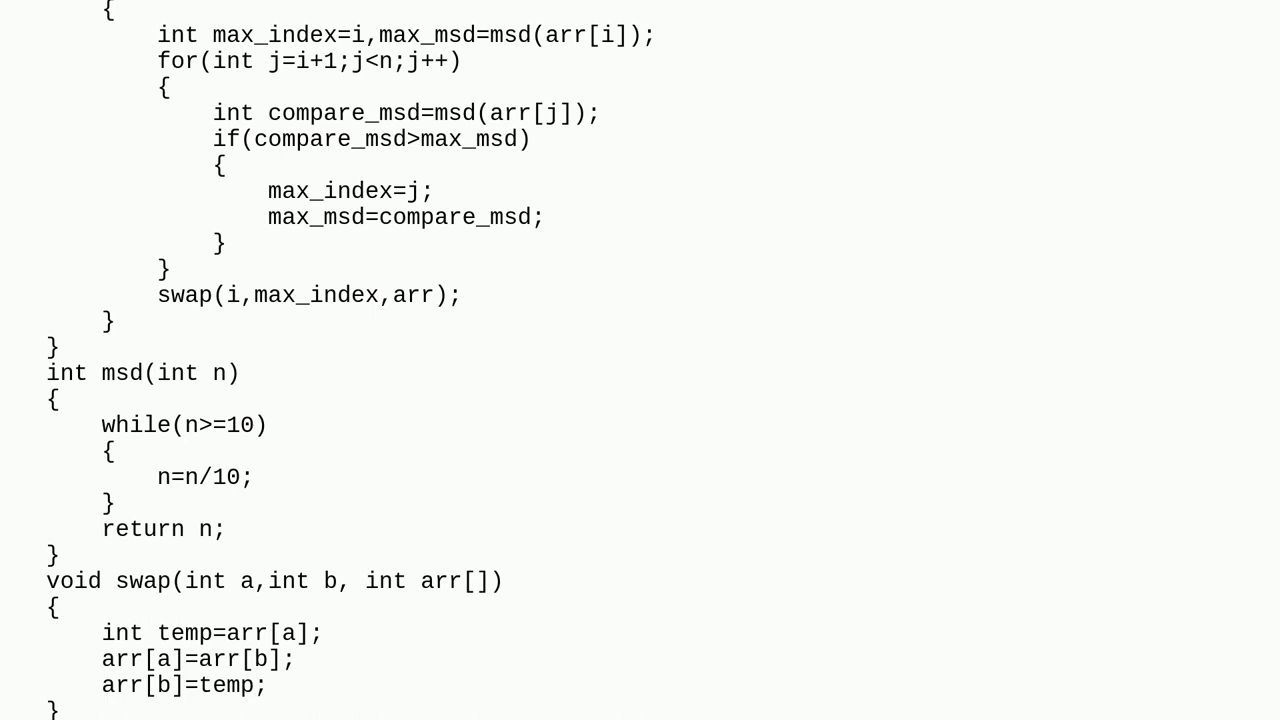 {
int max_index=i,max_msd=msd(arr[i]);
for(int j=i+1;j<n;j++)
{
int compare_msd=msd(arr[j]);
if(compare_msd>max_msd)
{
max_index=j;
max_msd=compare_msd;
}
}
swap(i,max_index,arr);
}
}
int msd(int n)
{
while(n>=10)
{
n=n/10;
}
return n;
}
void swap(int a,int b, int arr[])
{
int temp=arr[a];
arr[a]=arr[b];
arr[b]=temp;
}